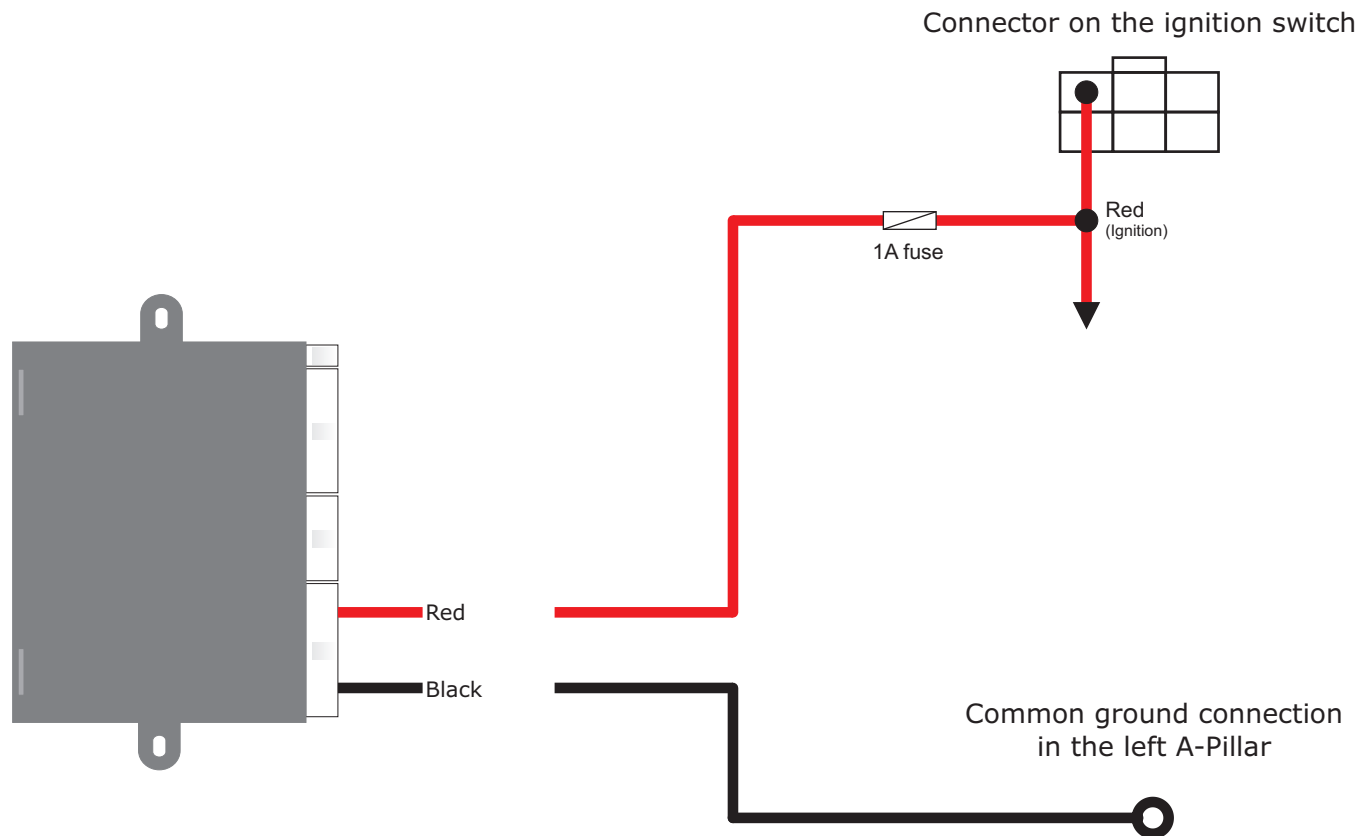 Connector on the ignition switch
Red
(Ignition)
1A fuse
Red
Black
Common ground connection
in the left A-Pillar